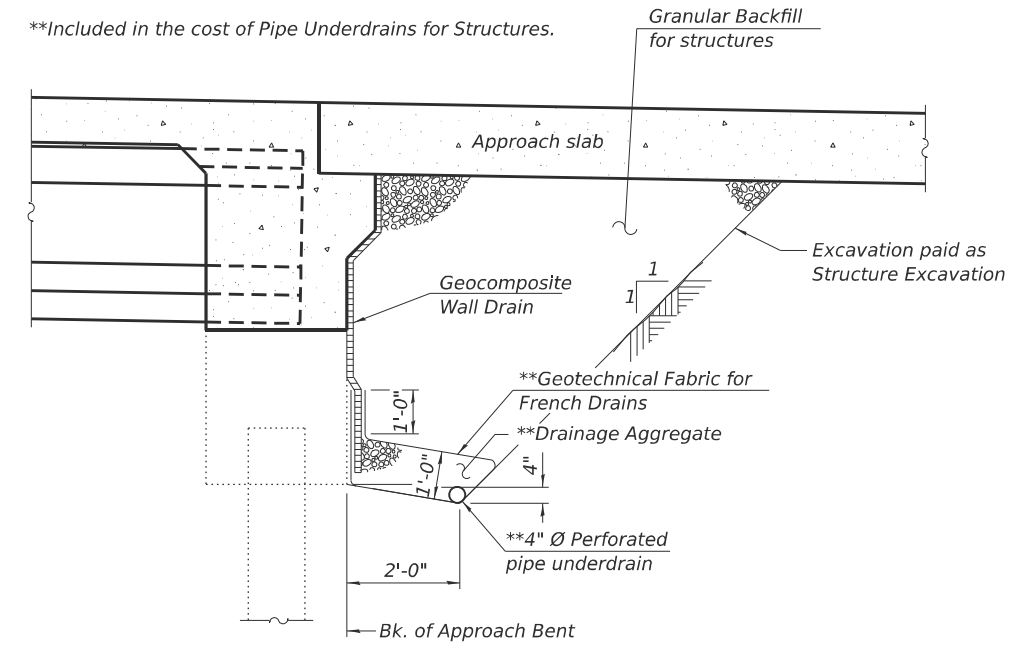 **Included in the cost of Pipe Underdrains for Structures.
Granular Backfill
for structures
Approach slab
Excavation paid as
Structure Excavation
1
1
Geocomposite
Wall Drain
**Geotechnical Fabric for
French Drains
1'-0"
**Drainage Aggregate
1'-0"
4"
**4" Ø Perforated
pipe underdrain
2'-0"
Bk. of Approach Bent